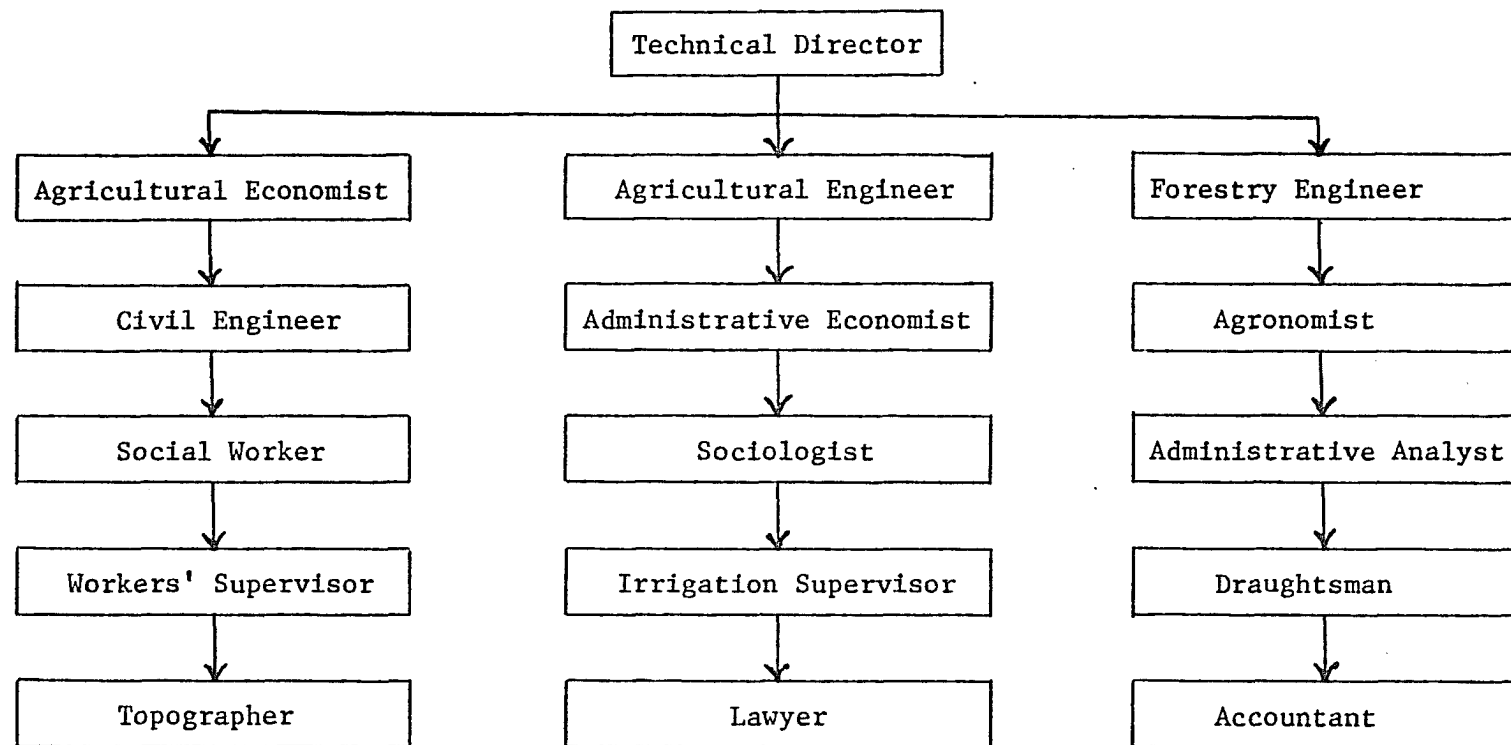 Technical Director
Agricultural Economist
Agricultural Engineer
Forestry Engineer
Civil Engineer
Administrative Economist
Agronomist
Social Worker
Sociologist
Administrative Analyst
Workers' Supervisor
Irrigation Supervisor
Draughtsman
Topographer
Lawyer
Accountant